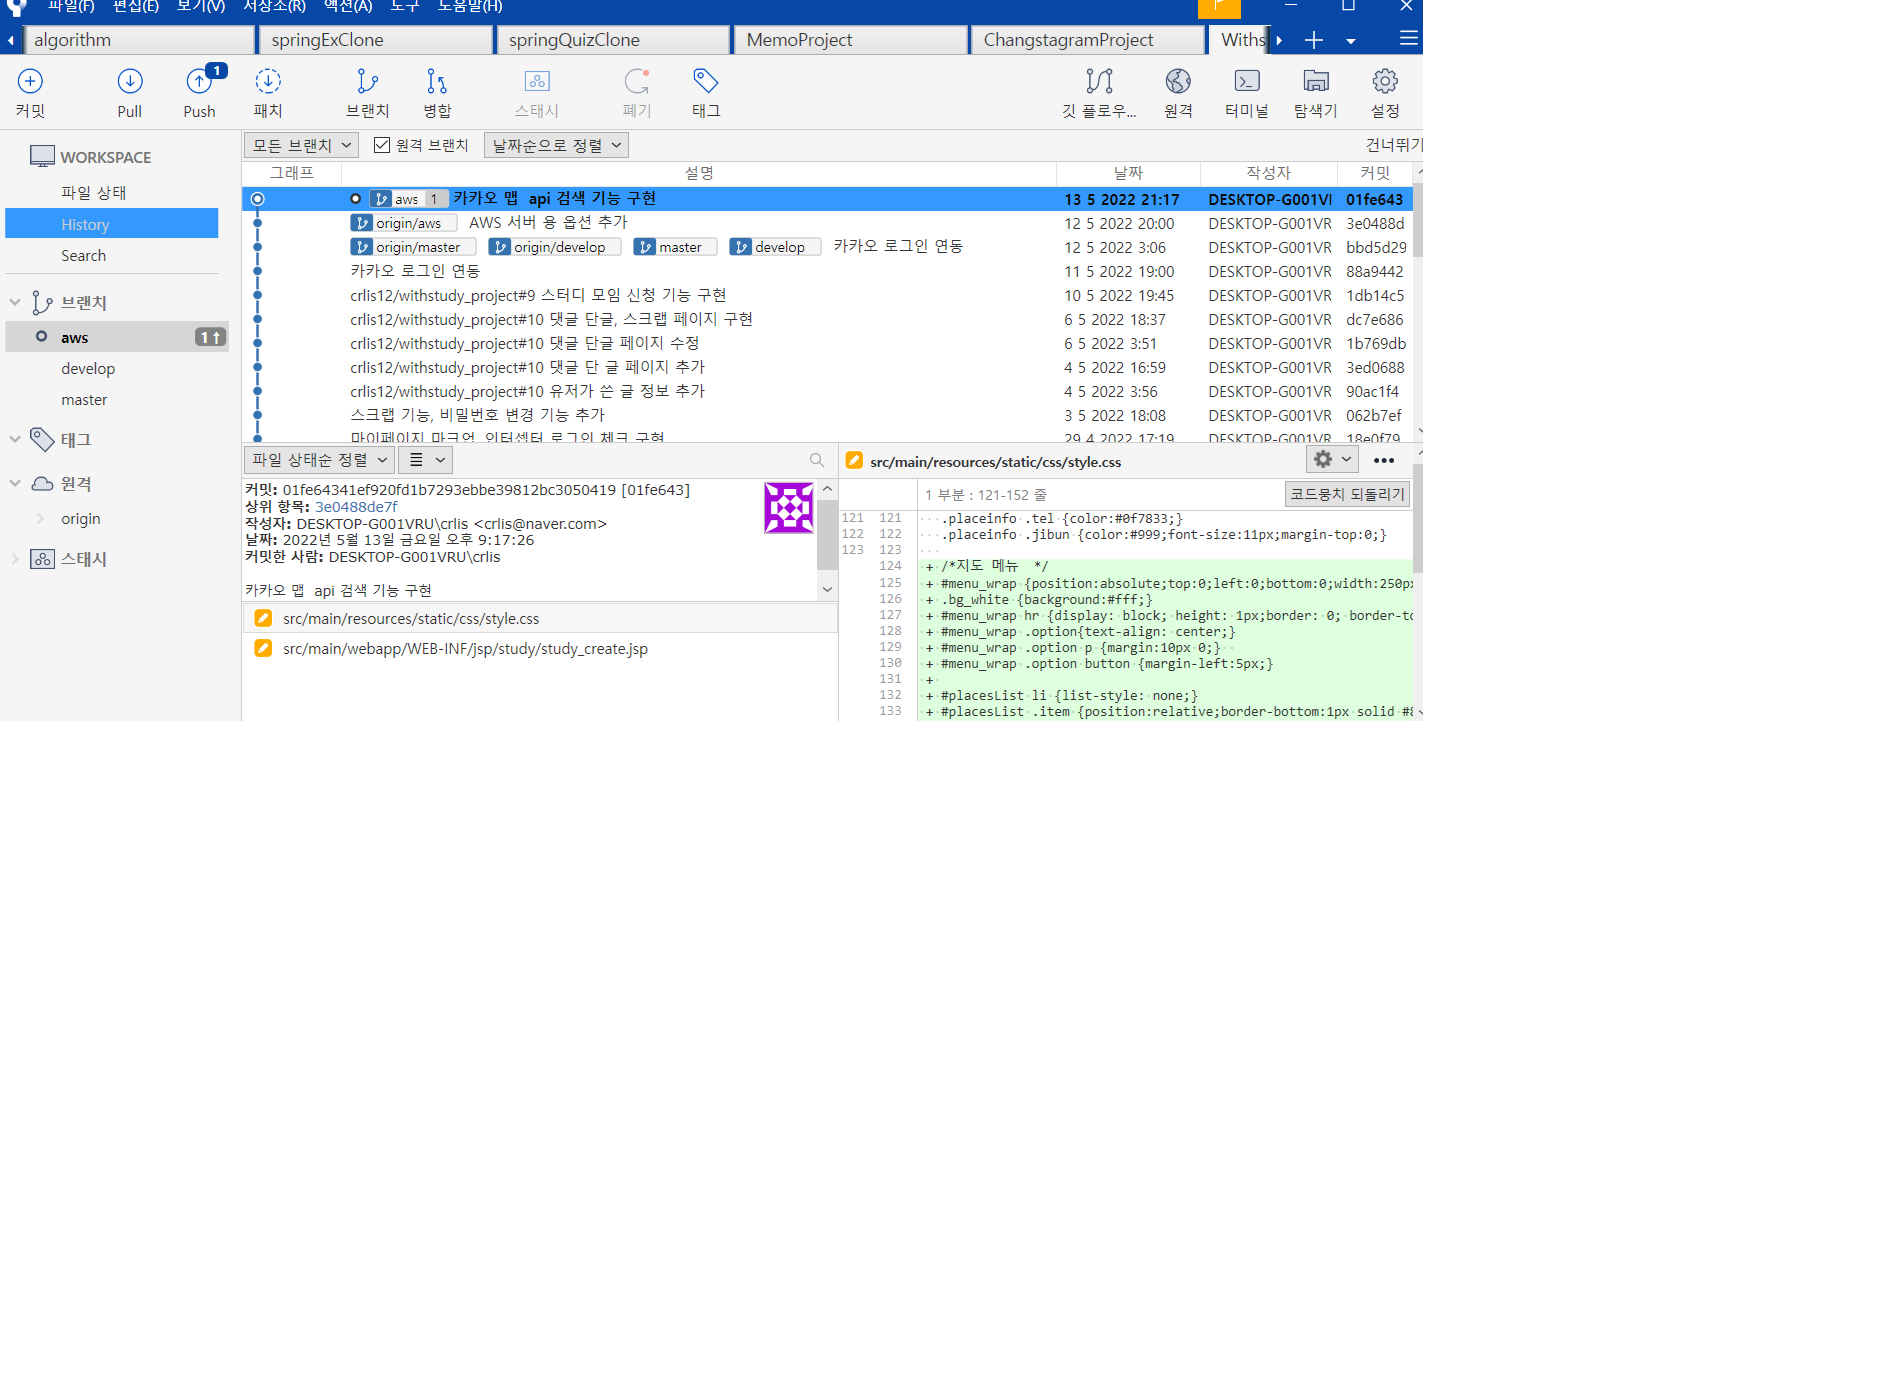 파일(F) 편집(E) 보기(V) 저장소(R) 액션(A) 도구 도움말(H)
algorithm springExClone springQuizClone MemoProject ChangstagramProject Withs
1
커밋 Pull Push 패치 브랜치 병합 스태시 폐기 태그 깃 플로우... 원격 터미널 탐색기 설정
WORKSPACE
파일 상태
History
Search
브랜치
aws 1↑
develop
master
태그
원격
origin
스태시
모든 브랜치 원격 브랜치 날짜순으로 정렬 건너뛰기
그래프 설명 날짜 작성자 커밋
aws 1 카카오 맵  api 검색 기능 구현 13 5 2022 21:17 DESKTOP-G001VI 01fe643
origin/aws AWS 서버 용 옵션 추가 12 5 2022 20:00 DESKTOP-G001VR 3e0488d
origin/master origin/develop master develop 카카오 로그인 연동 12 5 2022 3:06 DESKTOP-G001VR bbd5d29
카카오 로그인 연동 11 5 2022 19:00 DESKTOP-G001VR 88a9442
crlis12/withstudy_project#9 스터디 모임 신청 기능 구현 10 5 2022 19:45 DESKTOP-G001VR 1db14c5
crlis12/withstudy_project#10 댓글 단글, 스크랩 페이지 구현 6 5 2022 18:37 DESKTOP-G001VR dc7e686
crlis12/withstudy_project#10 댓글 단글 페이지 수정 6 5 2022 3:51 DESKTOP-G001VR 1b769db
crlis12/withstudy_project#10 댓글 단 글 페이지 추가 4 5 2022 16:59 DESKTOP-G001VR 3ed0688
crlis12/withstudy_project#10 유저가 쓴 글 정보 추가 4 5 2022 3:56 DESKTOP-G001VR 90ac1f4
스크랩 기능, 비밀번호 변경 기능 추가 3 5 2022 18:08 DESKTOP-G001VR 062b7ef
마이페이지 마크업, 인터셉터 로그인 체크 구현 29 4 2022 17:19 DESKTOP-G001VR 18e0f79
파일 상태순 정렬
커밋: 01fe64341ef920fd1b7293ebbe39812bc3050419 [01fe643]
상위 항목: 3e0488de7f
작성자: DESKTOP-G001VRU\crlis <crlis@naver.com>
날짜: 2022년 5월 13일 금요일 오후 9:17:26
커밋한 사람: DESKTOP-G001VRU\crlis
카카오 맵  api 검색 기능 구현
src/main/resources/static/css/style.css
src/main/webapp/WEB-INF/jsp/study/study_create.jsp
src/main/resources/static/css/style.css
1 부분 : 121-152 줄 코드뭉치 되돌리기
121 121 .placeinfo .tel {color:#0f7833;}
122 122 .placeinfo .jibun {color:#999;font-size:11px;margin-top:0;}
123 123
124 + /*지도 메뉴  */
125 + #menu_wrap {position:absolute;top:0;left:0;bottom:0;width:250px
126 + .bg_white {background:#fff;}
127 + #menu_wrap hr {display: block; height: 1px;border: 0; border-to
128 + #menu_wrap .option{text-align: center;}
129 + #menu_wrap .option p {margin:10px 0;}
130 + #menu_wrap .option button {margin-left:5px;}
131 +
132 + #placesList li {list-style: none;}
133 + #placesList .item {position:relative;border-bottom:1px solid #8